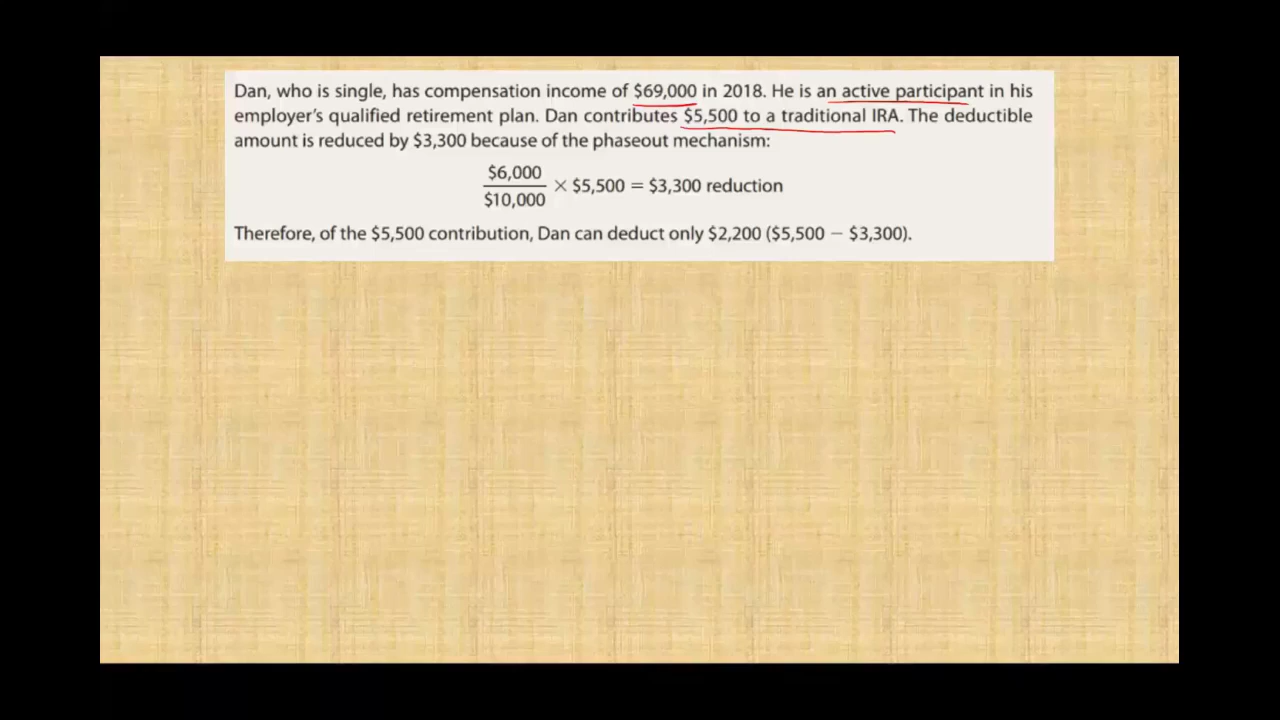 Dan, who is single, has compensation income of $69,000 in 2018. He is an active participant in his
employer's qualified retirement plan. Dan contributes $5,500 to a traditional IRA. The deductible
amount is reduced by $3,300 because of the phaseout mechanism:
$6,000
$10,000 × $5,500 = $3,300 reduction
Therefore, of the $5,500 contribution, Dan can deduct only $2,200 ($5,500 − $3,300).